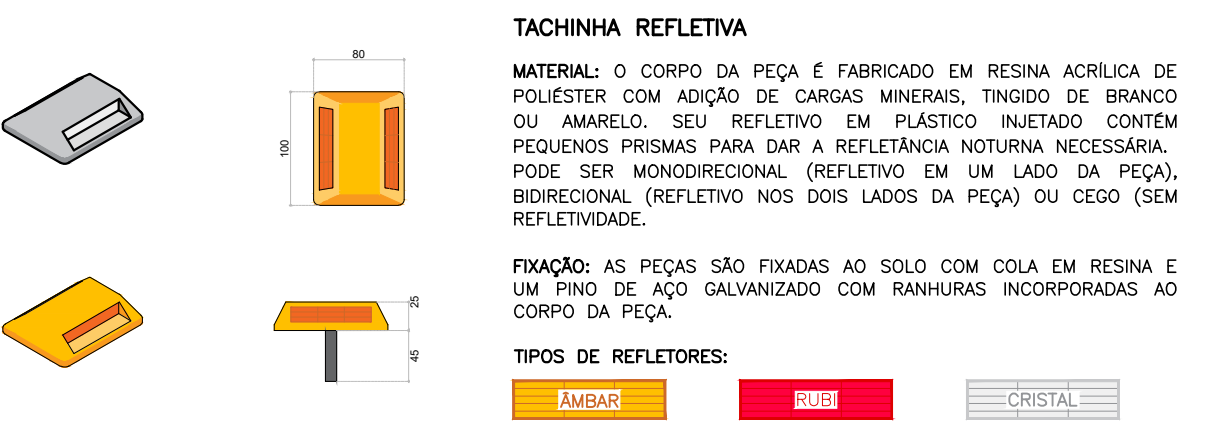 TACHINHA REFLETIVA
80
MATERIAL: O CORPO DA PEÇA É FABRICADO EM RESINA ACRÍLICA DE
POLIÉSTER COM ADIÇÃO DE CARGAS MINERAIS, TINGIDO DE BRANCO
OU AMARELO. SEU REFLETIVO EM PLÁSTICO INJETADO CONTÉM
100
PEQUENOS PRISMAS PARA DAR A REFLETÂNCIA NOTURNA NECESSÁRIA.
PODE SER MONODIRECIONAL (REFLETIVO EM UM LADO DA PEÇA),
BIDIRECIONAL (REFLETIVO NOS DOIS LADOS DA PEÇA) OU CEGO (SEM
REFLETIVIDADE.
FIXAÇÃO: AS PEÇAS SÃO FIXADAS AO SOLO COM COLA EM RESINA E
UM PINO DE AÇO GALVANIZADO COM RANHURAS INCORPORADAS AO
25
CORPO DA PEÇA.
45
TIPOS DE REFLETORES:
ÂMBAR
RUBI
CRISTAL